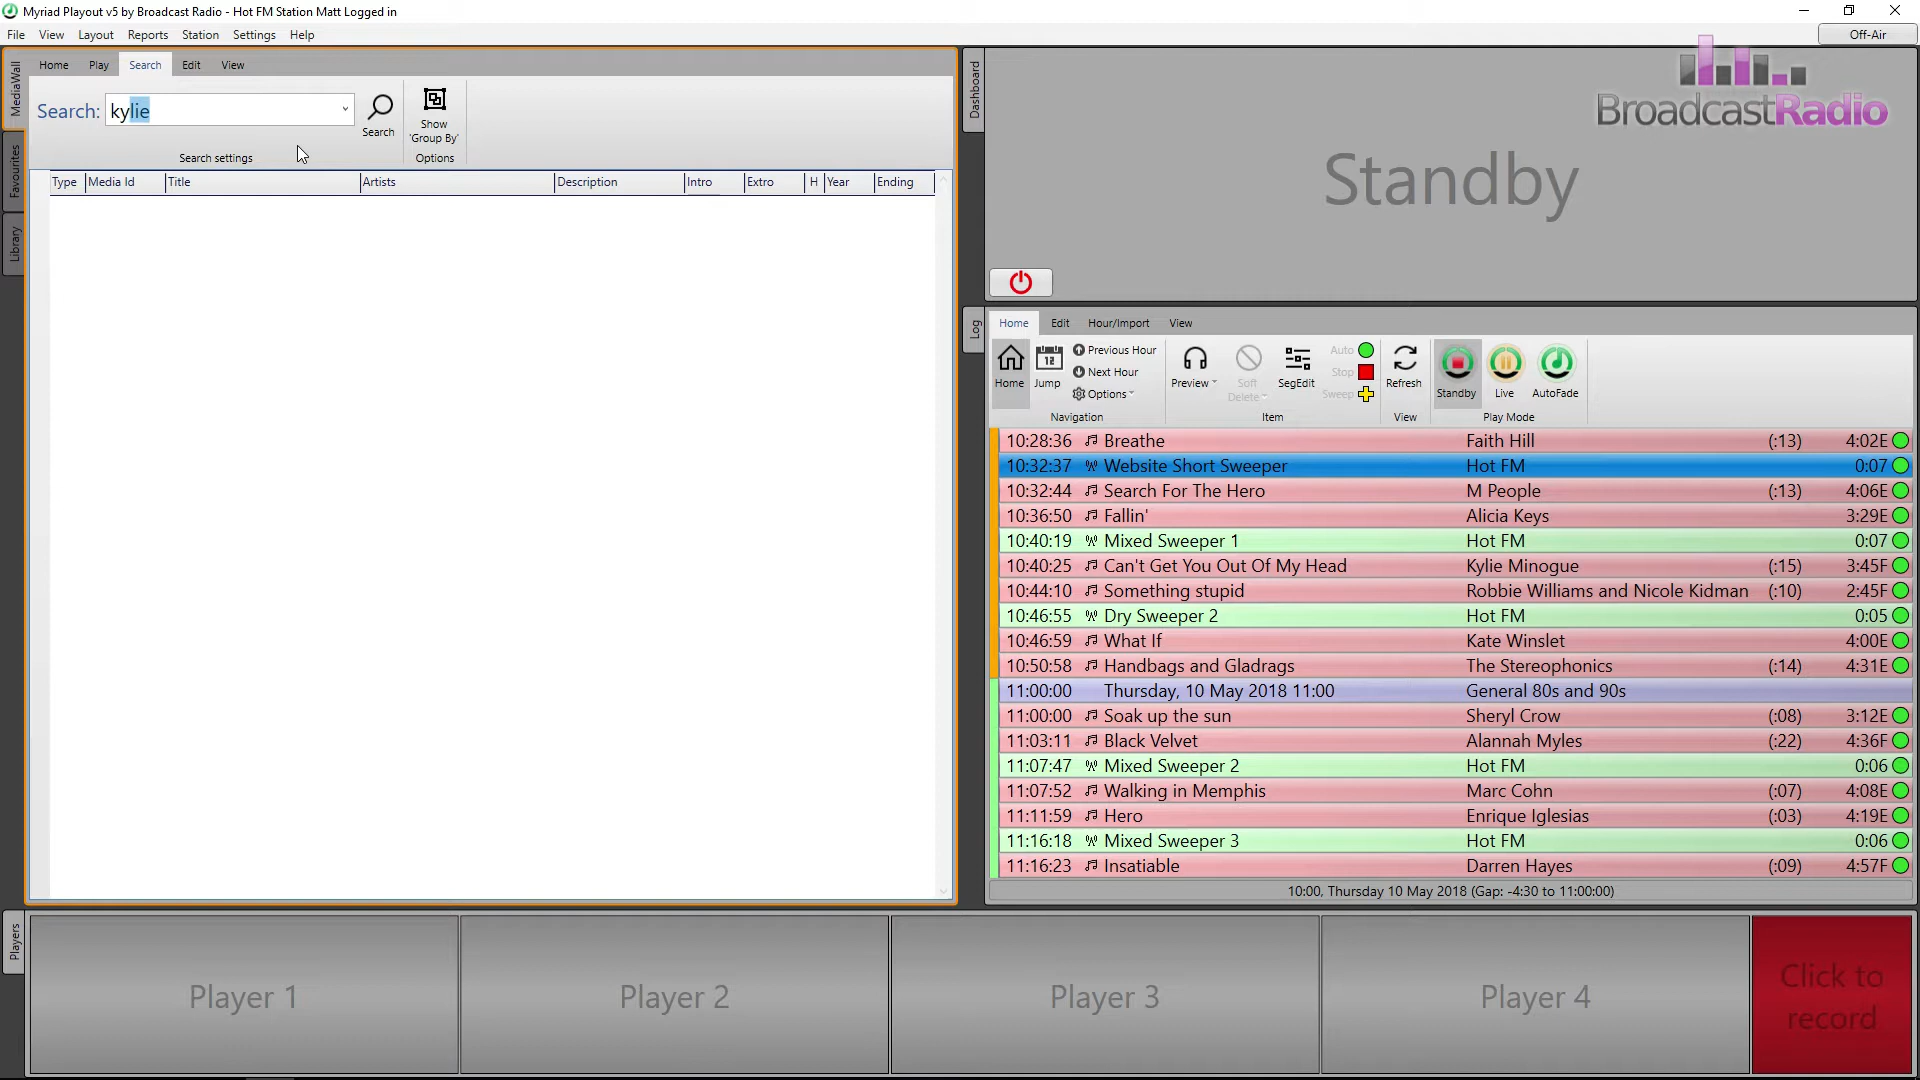 Myriad Playout v5 by Broadcast Radio - Hot FM Station Matt Logged in
File View Layout Reports Station Settings Help
Off-Air
MediaWall
Favourites
Library
Home Play Search Edit View
Search: kylie
Search
Show 'Group By'
Search settings
Options
Type Media Id Title Artists Description Intro Extro H Year Ending
Dashboard
BroadcastRadio
Standby
Log
Home Edit Hour/Import View
Home
Jump
12
Previous Hour
Next Hour
Options
Navigation
Preview
Soft Delete
SegEdit
Auto
Stop
Sweep
Item
Refresh
View
Standby
Live
AutoFade
Play Mode
10:28:36 Breathe Faith Hill (:13) 4:02E
10:32:37 Website Short Sweeper Hot FM 0:07
10:32:44 Search For The Hero M People (:13) 4:06E
10:36:50 Fallin' Alicia Keys 3:29E
10:40:19 Mixed Sweeper 1 Hot FM 0:07
10:40:25 Can't Get You Out Of My Head Kylie Minogue (:15) 3:45F
10:44:10 Something stupid Robbie Williams and Nicole Kidman (:10) 2:45F
10:46:55 Dry Sweeper 2 Hot FM 0:05
10:46:59 What If Kate Winslet 4:00E
10:50:58 Handbags and Gladrags The Stereophonics (:14) 4:31E
11:00:00 Thursday, 10 May 2018 11:00 General 80s and 90s
11:00:00 Soak up the sun Sheryl Crow (:08) 3:12E
11:03:11 Black Velvet Alannah Myles (:22) 4:36F
11:07:47 Mixed Sweeper 2 Hot FM 0:06
11:07:52 Walking in Memphis Marc Cohn (:07) 4:08E
11:11:59 Hero Enrique Iglesias (:03) 4:19E
11:16:18 Mixed Sweeper 3 Hot FM 0:06
11:16:23 Insatiable Darren Hayes (:09) 4:57F
10:00, Thursday 10 May 2018 (Gap: -4:30 to 11:00:00)
Players
Player 1
Player 2
Player 3
Player 4
Click to
record